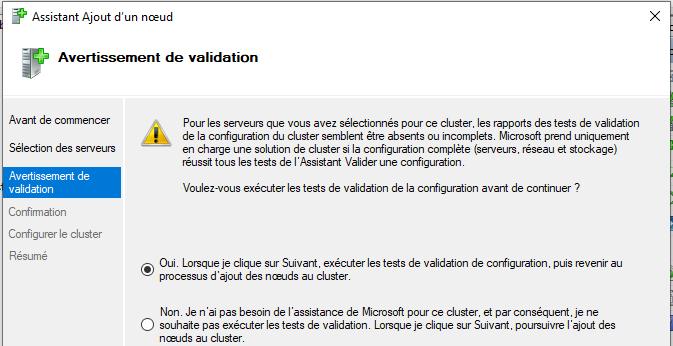 Assistant Ajout d'un nœud
Avertissement de validation
Avant de commencer
Sélection des serveurs
Avertissement de
validation
Confirmation
Configurer le cluster
Résumé
Pour les serveurs que vous avez sélectionnés pour ce cluster, les rapports des tests de validation
de la configuration du cluster semblent être absents ou incomplets. Microsoft prend uniquement
en charge une solution de cluster si la configuration complète (serveurs, réseau et stockage)
réussit tous les tests de l'Assistant Valider une configuration.
Voulez-vous exécuter les tests de validation de la configuration avant de continuer ?
Oui. Lorsque je clique sur Suivant, exécuter les tests de validation de configuration, puis revenir au
processus d'ajout des nœuds au cluster.
Non. Je n'ai pas besoin de l'assistance de Microsoft pour ce cluster, et par conséquent, je ne
souhaite pas exécuter les tests de validation. Lorsque je clique sur Suivant, poursuivre l'ajout des
nœuds au cluster.